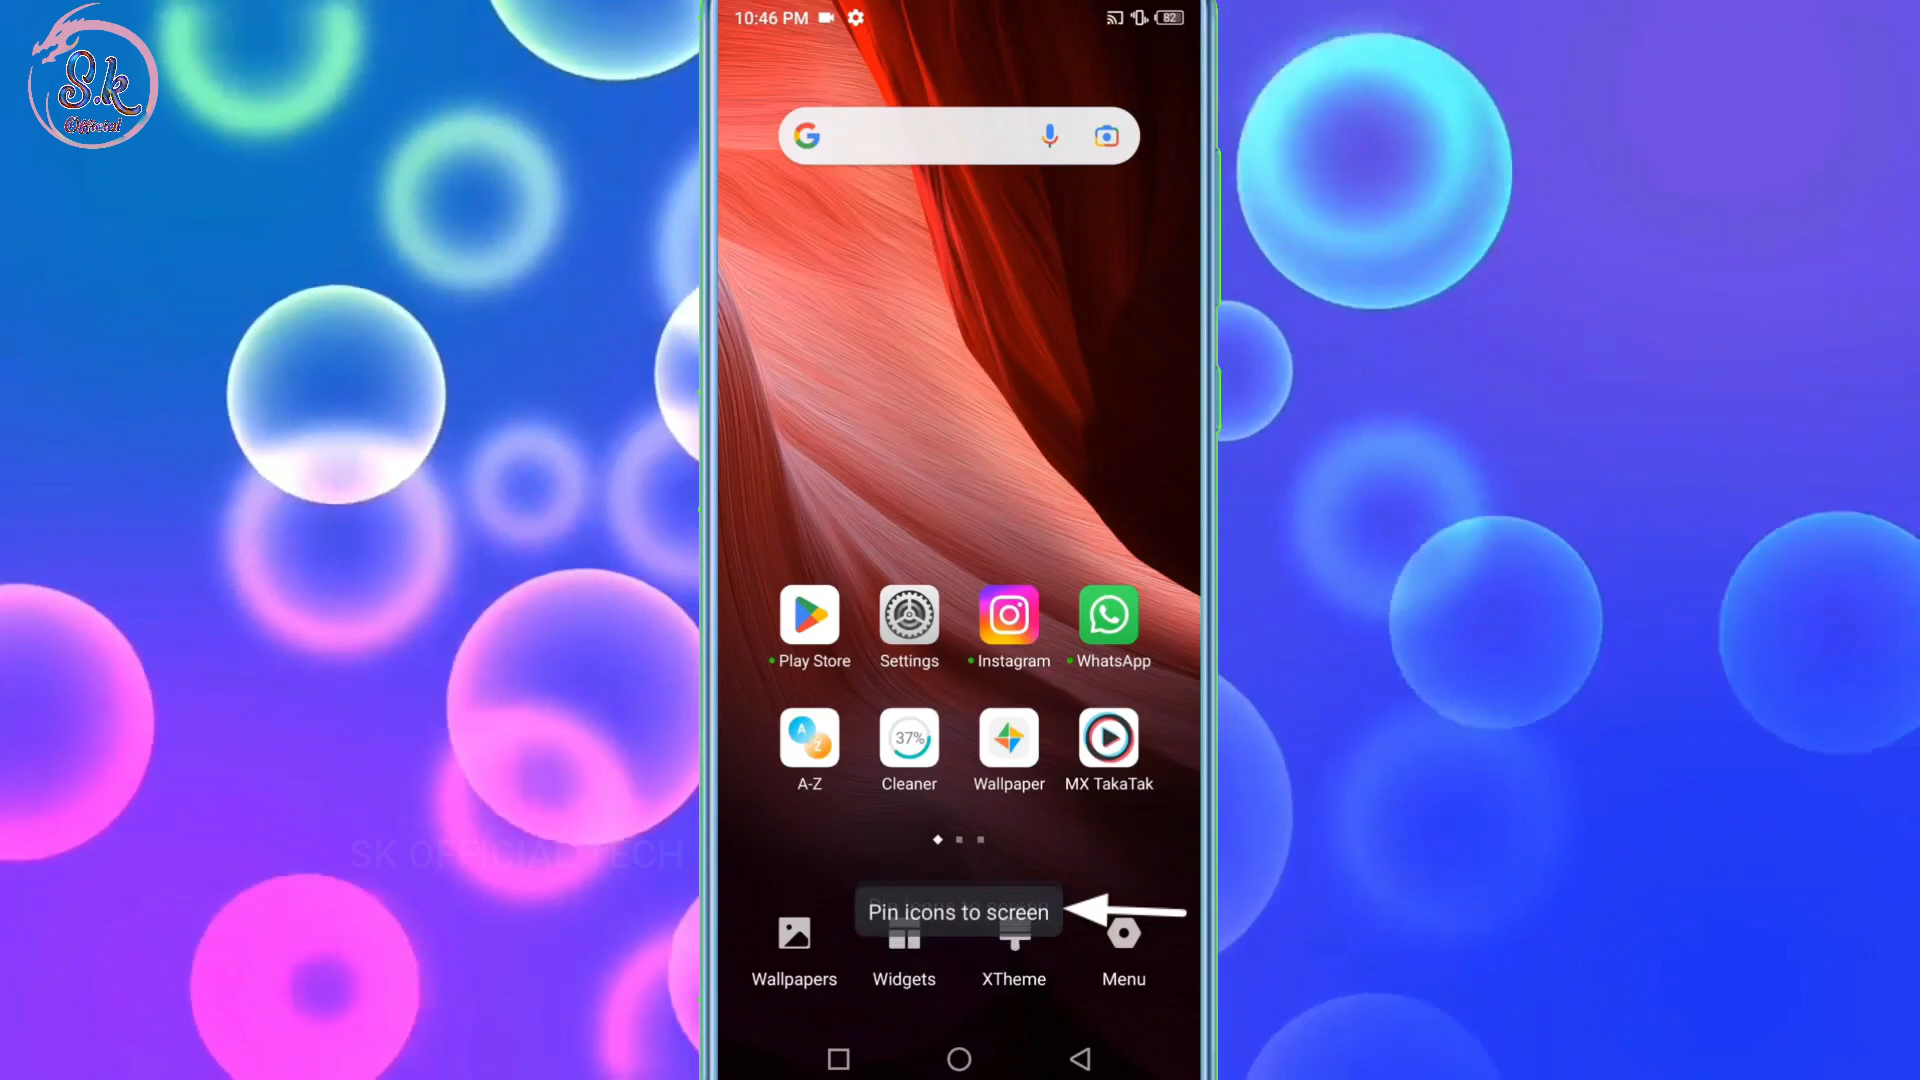 S.k
Official
10:46 PM
82
Play Store
Settings
Instagram
WhatsApp
A
Z
37%
A-Z
Cleaner
Wallpaper
MX TakaTak
SK OFFICIAL TECH
Pin icons to screen
Wallpapers
Widgets
XTheme
Menu